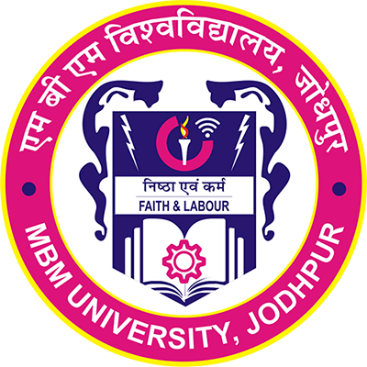 एम बी एम विश्वविद्यालय, जोधपुर
निष्ठा एवं कर्म
FAITH & LABOUR
MBM UNIVERSITY, JODHPUR